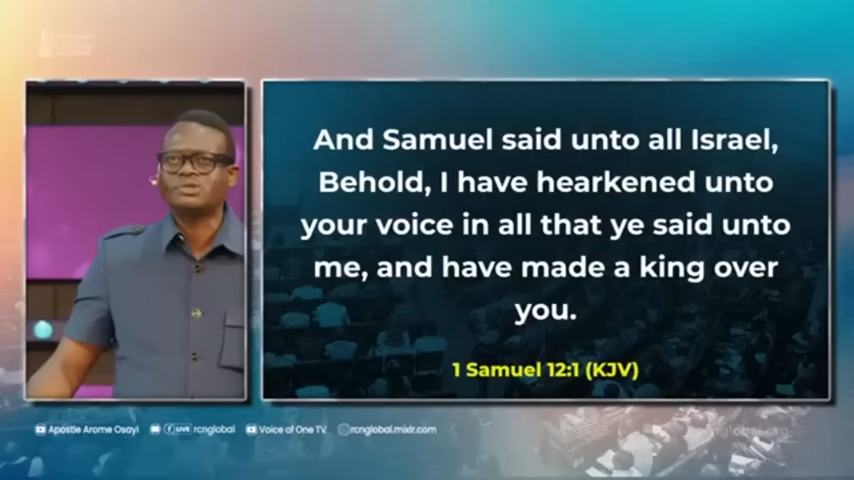 And Samuel said unto all Israel,
Behold, I have hearkened unto
your voice in all that ye said unto
me, and have made a king over
you.
1 Samuel 12:1 (KJV)
Apostle Arome Osayi LIVE rcnglobal Voice of One TV rcnglobal.mixlr.com